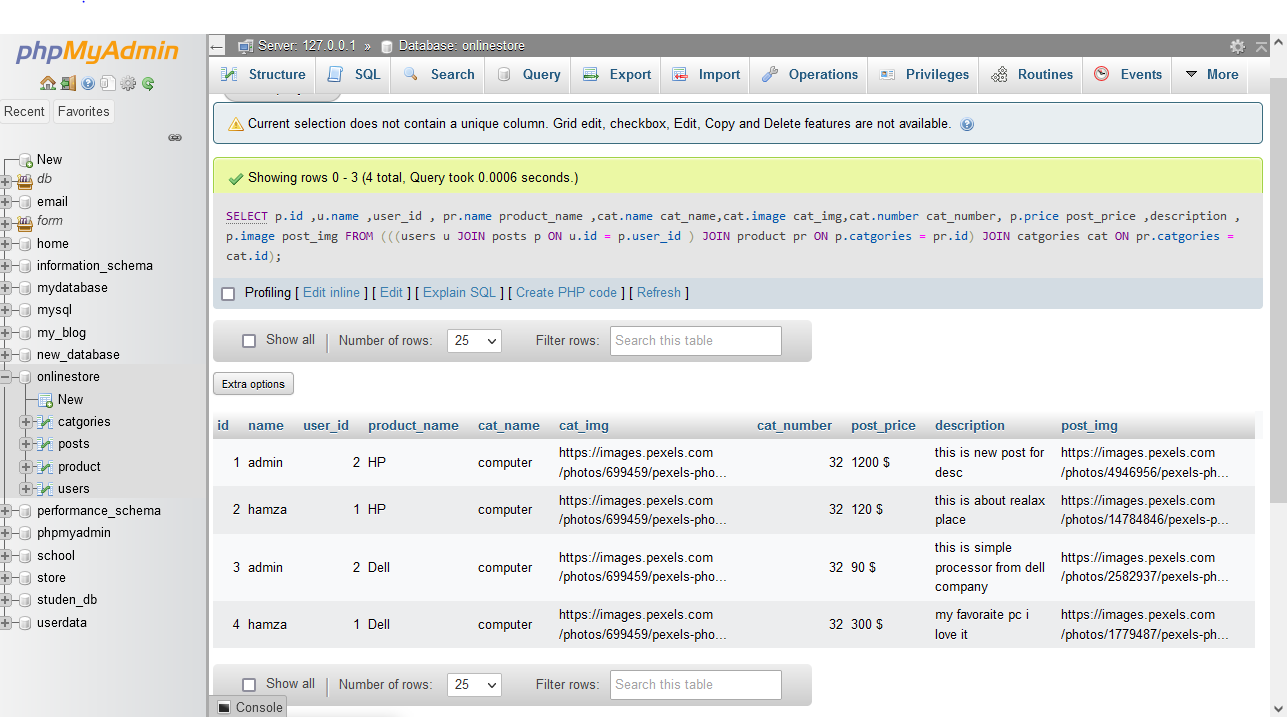 phpMyAdmin
Recent Favorites
New
db
email
form
home
information_schema
mydatabase
mysql
my_blog
new_database
onlinestore
New
catgories
posts
product
users
performance_schema
phpmyadmin
school
store
studen_db
userdata
Server: 127.0.0.1 » Database: onlinestore
Structure SQL Search Query Export Import Operations Privileges Routines Events More
Current selection does not contain a unique column. Grid edit, checkbox, Edit, Copy and Delete features are not available.
Showing rows 0 - 3 (4 total, Query took 0.0006 seconds.)
SELECT p.id ,u.name ,user_id , pr.name product_name ,cat.name cat_name,cat.image cat_img,cat.number cat_number, p.price post_price ,description ,
p.image post_img FROM (((users u JOIN posts p ON u.id = p.user_id ) JOIN product pr ON p.catgories = pr.id) JOIN catgories cat ON pr.catgories =
cat.id);
Profiling [ Edit inline ] [ Edit ] [ Explain SQL ] [ Create PHP code ] [ Refresh ]
Show all Number of rows: 25 Filter rows: Search this table
Extra options
id name user_id product_name cat_name cat_img cat_number post_price description post_img
1 admin 2 HP computer https://images.pexels.com 32 1200 $ this is new post for https://images.pexels.com
/photos/699459/pexels-pho... desc /photos/4946956/pexels-ph...
2 hamza 1 HP computer https://images.pexels.com 32 120 $ this is about realax https://images.pexels.com
/photos/699459/pexels-pho... place /photos/14784846/pexels-p...
3 admin 2 Dell computer https://images.pexels.com 32 90 $ this is simple https://images.pexels.com
/photos/699459/pexels-pho... processor from dell /photos/2582937/pexels-ph...
company
4 hamza 1 Dell computer https://images.pexels.com 32 300 $ my favoraite pc i https://images.pexels.com
/photos/699459/pexels-pho... love it /photos/1779487/pexels-ph...
Show all Number of rows: 25 Filter rows: Search this table
Console